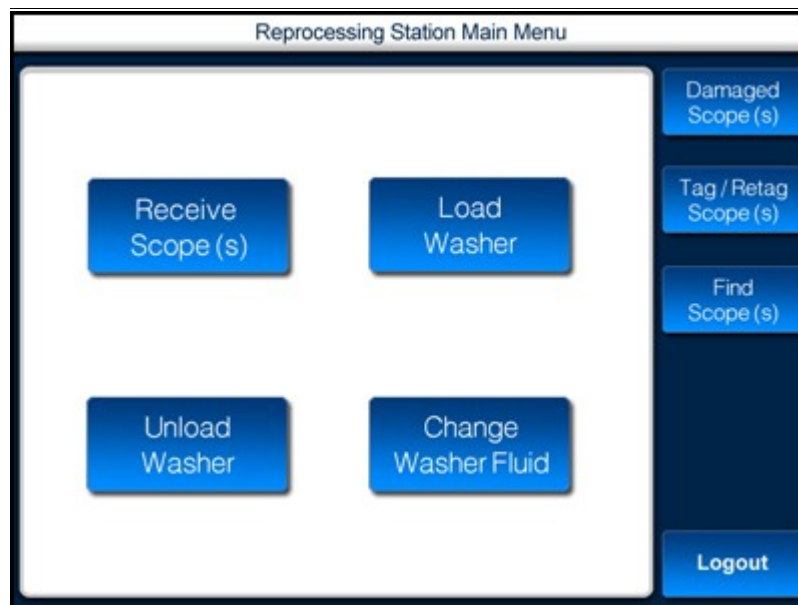 Reprocessing Station Main Menu
Receive
Scope (s)
Load
Washer
Unload
Washer
Change
Washer Fluid
Damaged
Scope (s)
Tag / Retag
Scope (s)
Find
Scope (s)
Logout